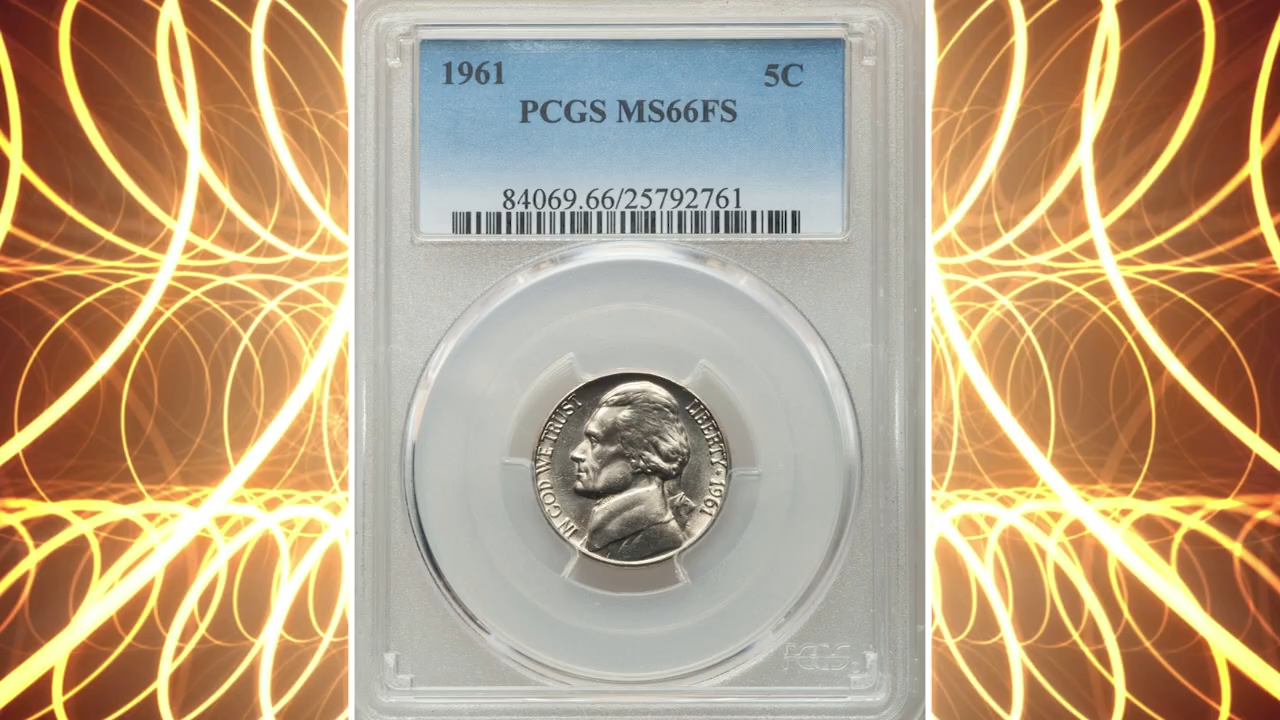 1961 5C
PCGS MS66FS
84069.66/25792761
IN GOD WE TRUST
LIBERTY · 1961
PCGS